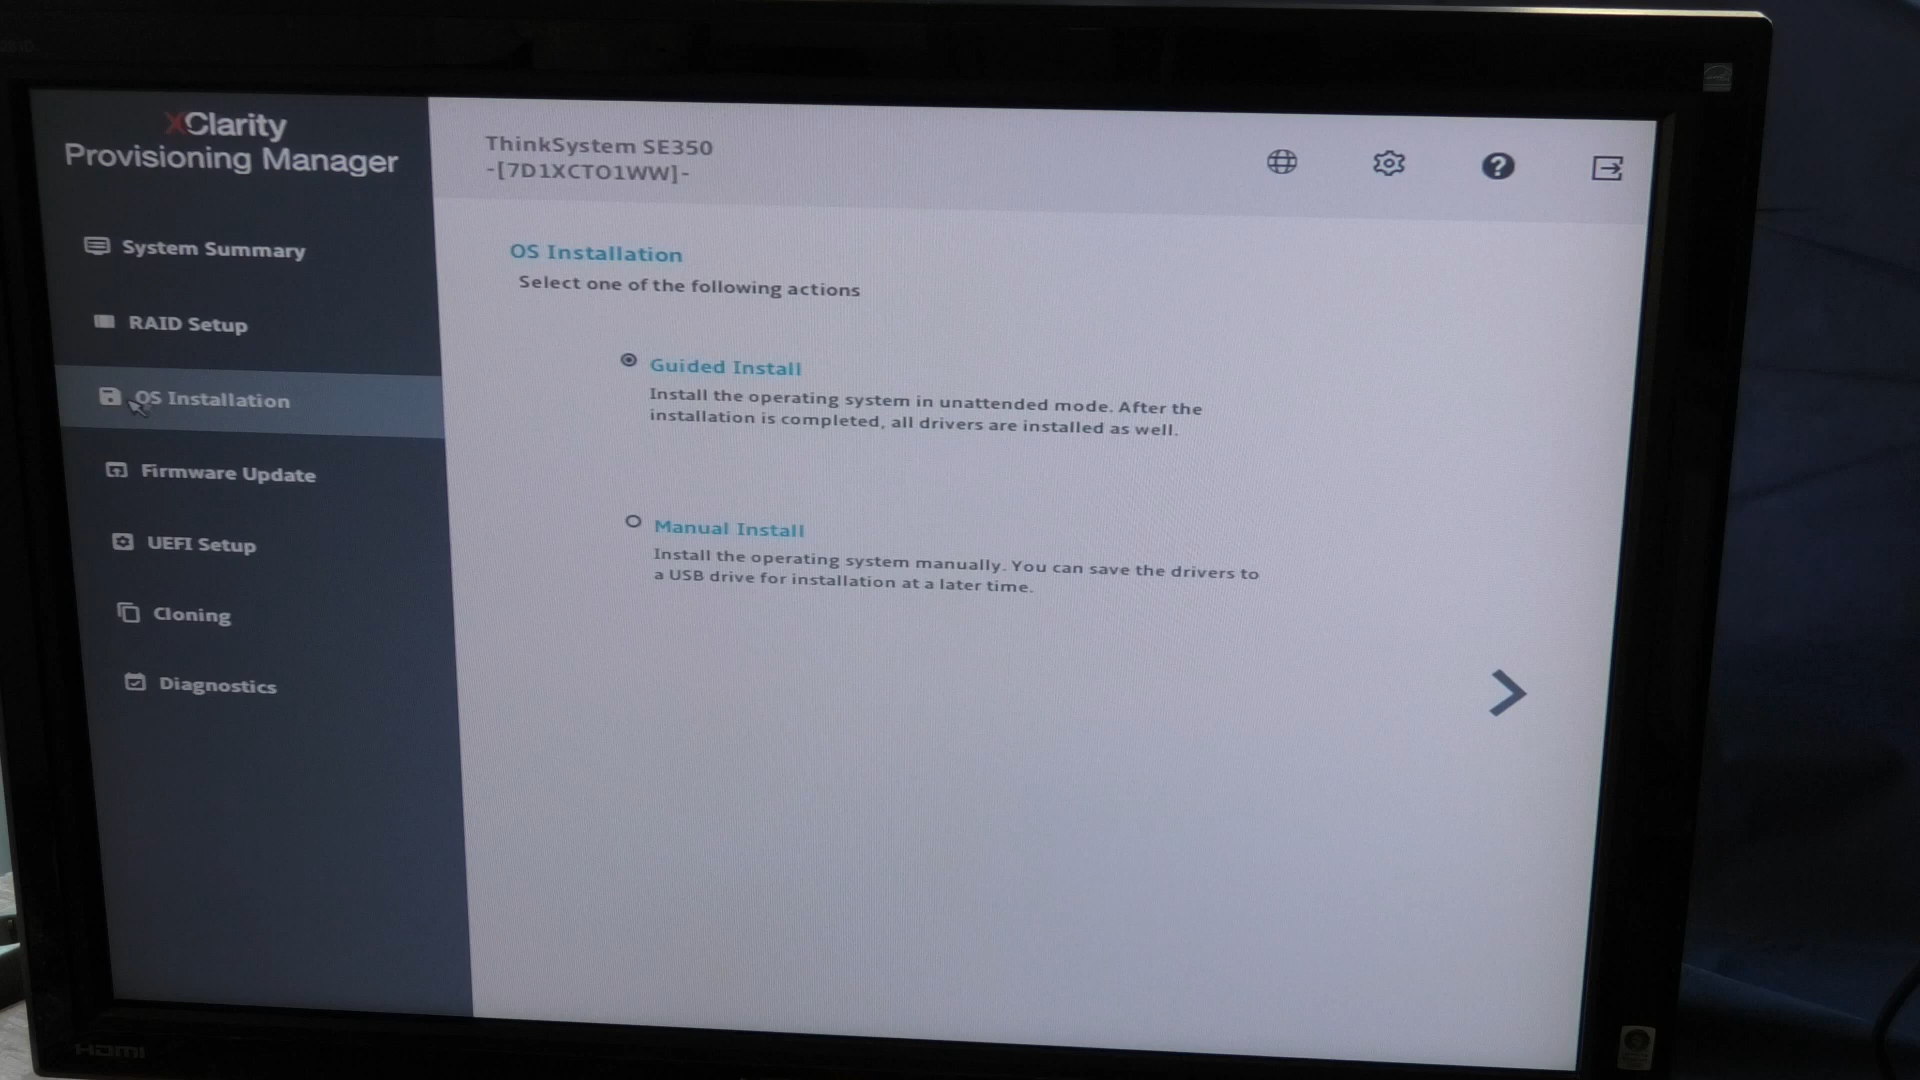 XClarity
Provisioning Manager
ThinkSystem SE350
-[7D1XCTO1WW]-
System Summary
RAID Setup
OS Installation
Firmware Update
UEFI Setup
Cloning
Diagnostics
OS Installation
Select one of the following actions
Guided Install
Install the operating system in unattended mode. After the
installation is completed, all drivers are installed as well.
Manual Install
Install the operating system manually. You can save the drivers to
a USB drive for installation at a later time.
HDMI